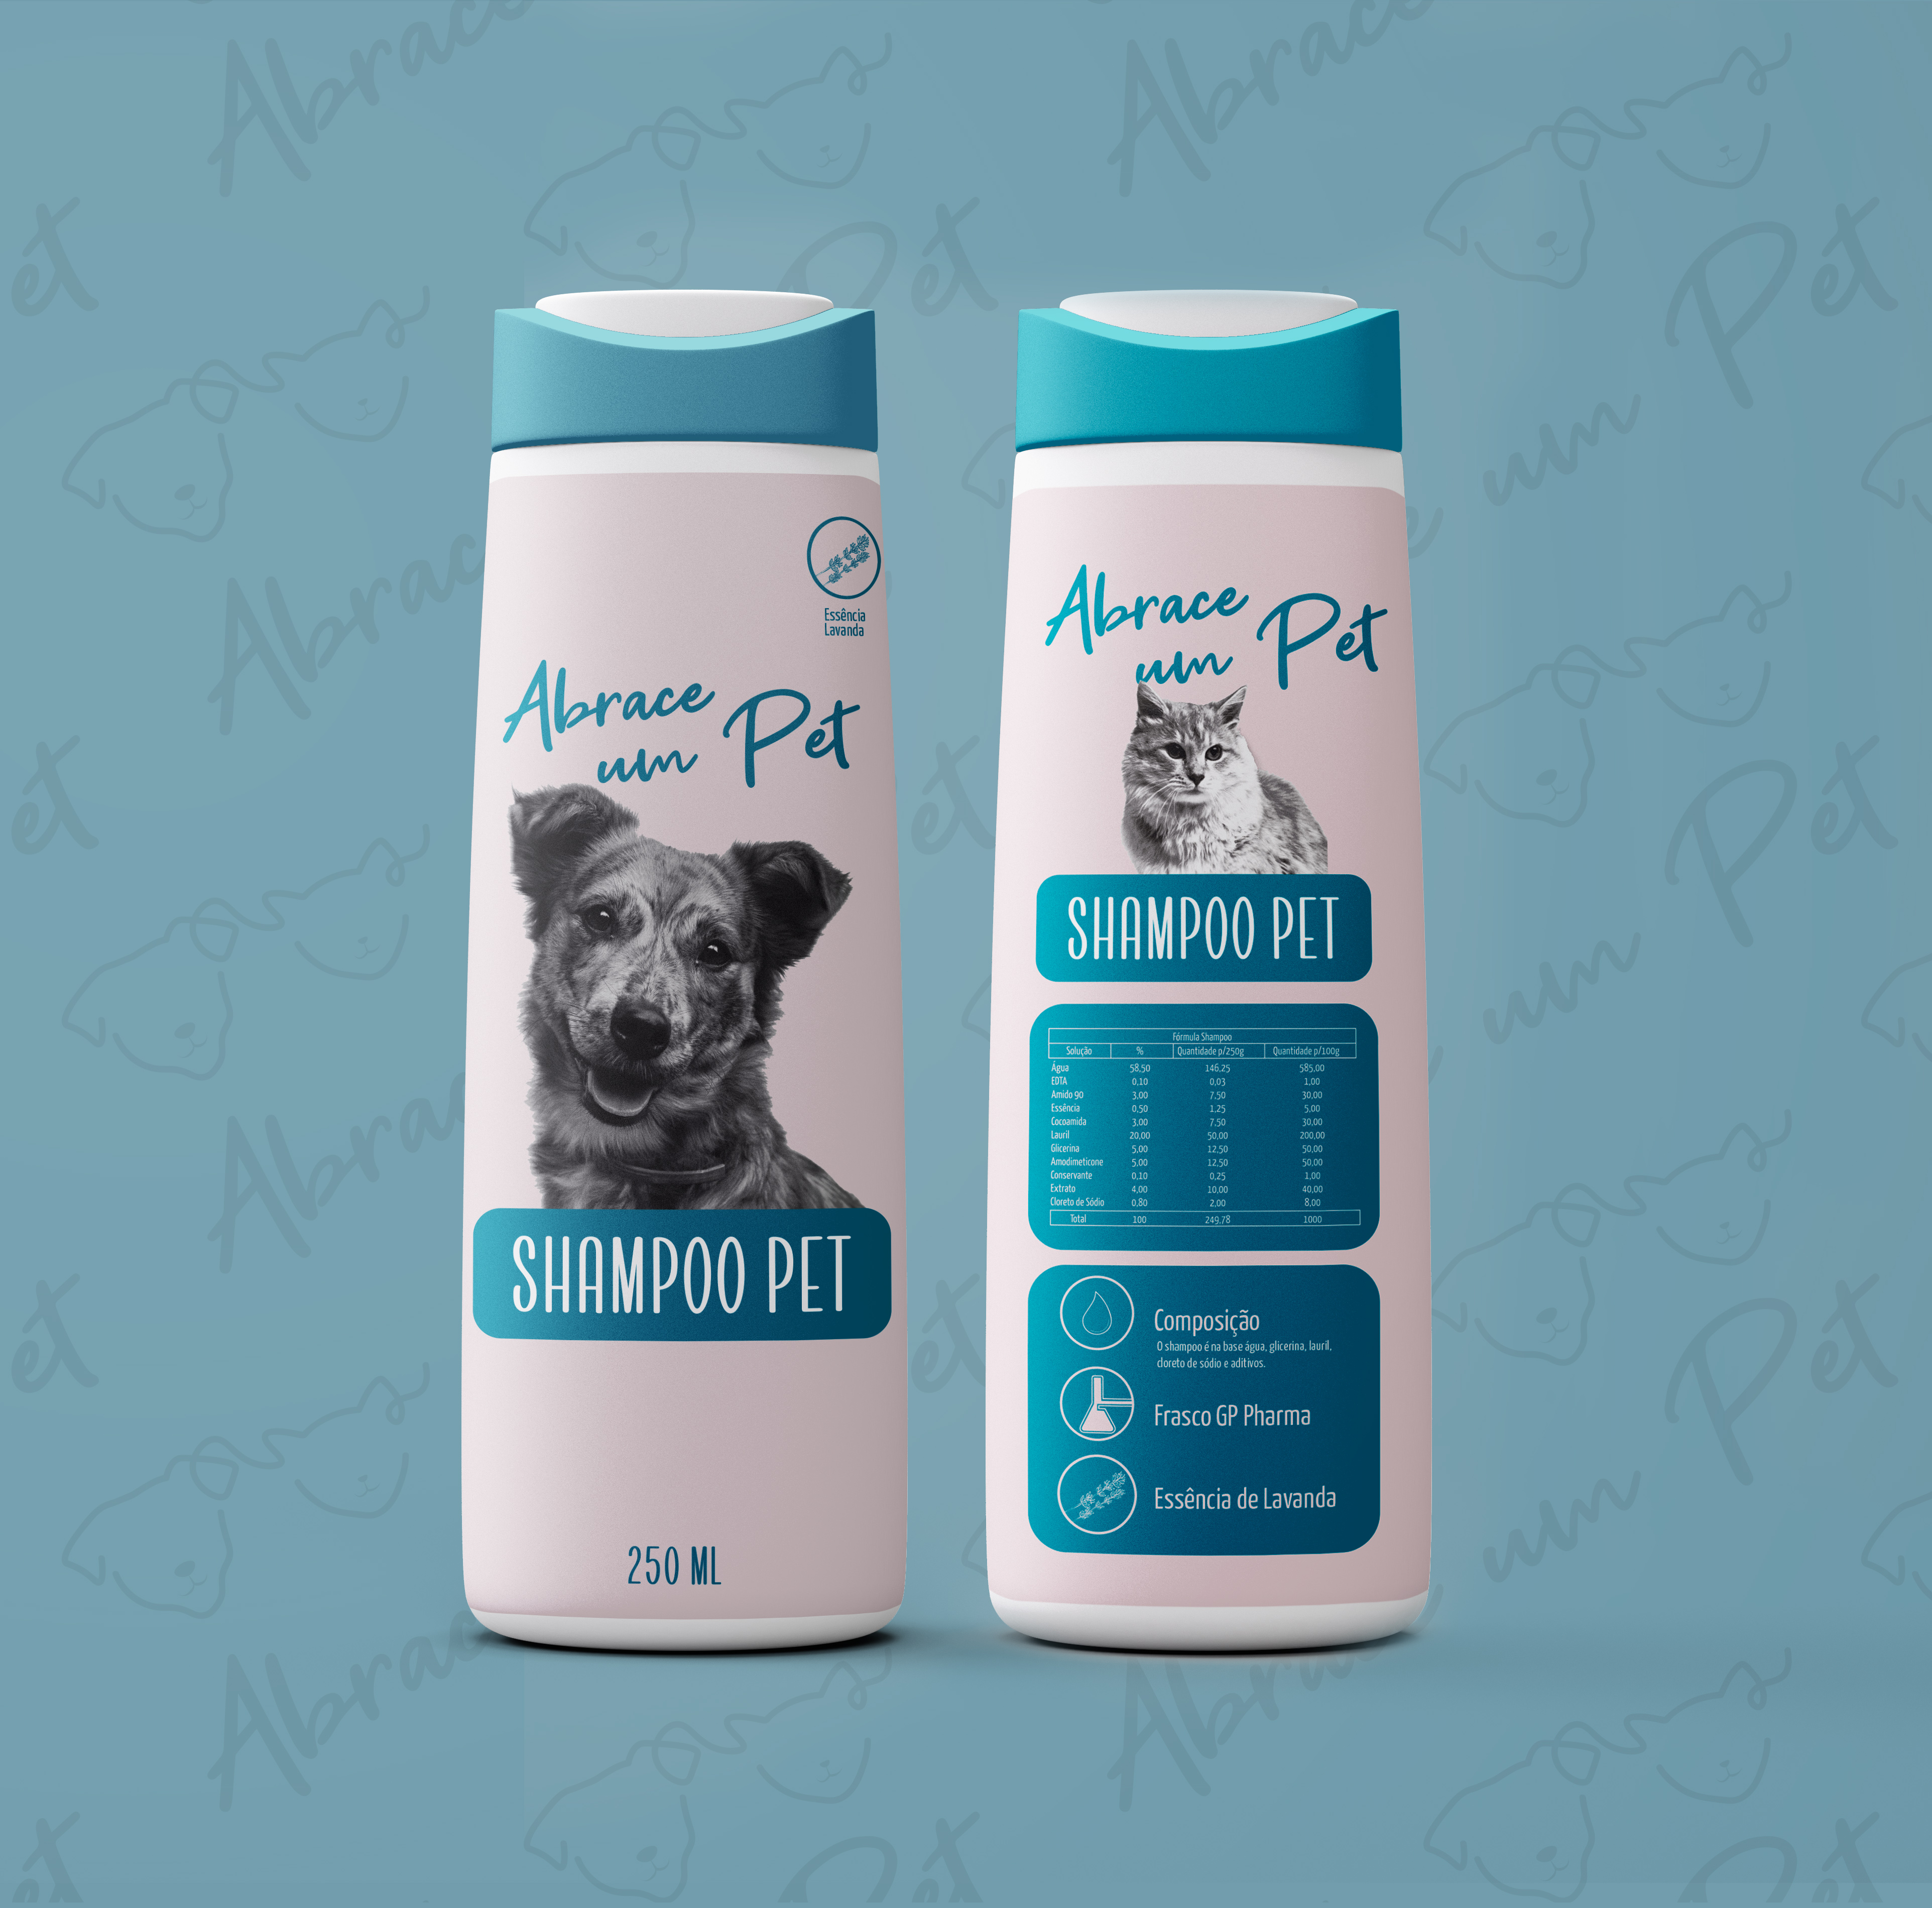 Essência
Lavanda
Abrace
um Pet
SHAMPOO PET
250 ML
Abrace
um Pet
SHAMPOO PET
Fórmula Shampoo
Solução % Quantidade p/250g Quantidade p/100g
Água 58,50 146,25 585,00
EDTA 0,10 0,03 1,00
Amido 90 3,00 7,50 30,00
Essência 0,50 1,25 5,00
Cocoamida 3,00 7,50 30,00
Lauril 20,00 50,00 200,00
Glicerina 5,00 12,50 50,00
Amodimeticone 5,00 12,50 50,00
Conservante 0,10 0,25 1,00
Extrato 4,00 10,00 40,00
Cloreto de Sódio 0,80 2,00 8,00
Total 100 249,78 1000
Composição
O shampoo é na base água, glicerina, lauril,
cloreto de sódio e aditivos.
Frasco GP Pharma
Essência de Lavanda
Abrace
um Pet